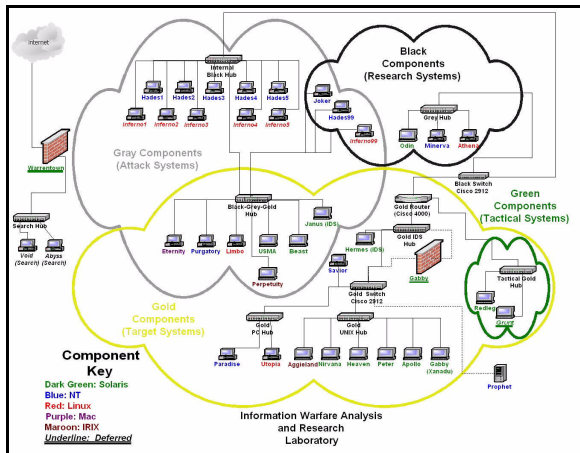 Internet
Internal
Black Hub
Hades1
Hades2
Hades3
Hades4
Hades5
Inferno1
Inferno2
Inferno3
Inferno4
Inferno5
Joker
Hades99
Inferno99
Black
Components
(Research Systems)
Grey Hub
Odin
Minerva
Athena
Warrentown
Gray Components
(Attack Systems)
Black Switch
Cisco 2912
Search Hub
Void
(Search)
Abyss
(Search)
Black-Grey-Gold
Hub
Janus (IDS)
Eternity
Purgatory
Limbo
USMA
Beast
Perpetuity
Gold Router
(Cisco 4000)
Gold IDS
Hub
Hermes (IDS)
Savior
Gabby
Green
Components
(Tactical Systems)
Tactical Gold
Hub
Redleg
Grunt
Gold Switch
Cisco 2912
Gold
Components
(Target Systems)
Gold
PC Hub
Gold
UNIX Hub
Paradise
Utopia
Aggieland
Nirvana
Heaven
Peter
Apollo
Gabby
(Xanadu)
Prophet
Component
Key
Dark Green: Solaris
Blue: NT
Red: Linux
Purple: Mac
Maroon: IRIX
Underline: Deferred
Information Warfare Analysis
and Research
Laboratory